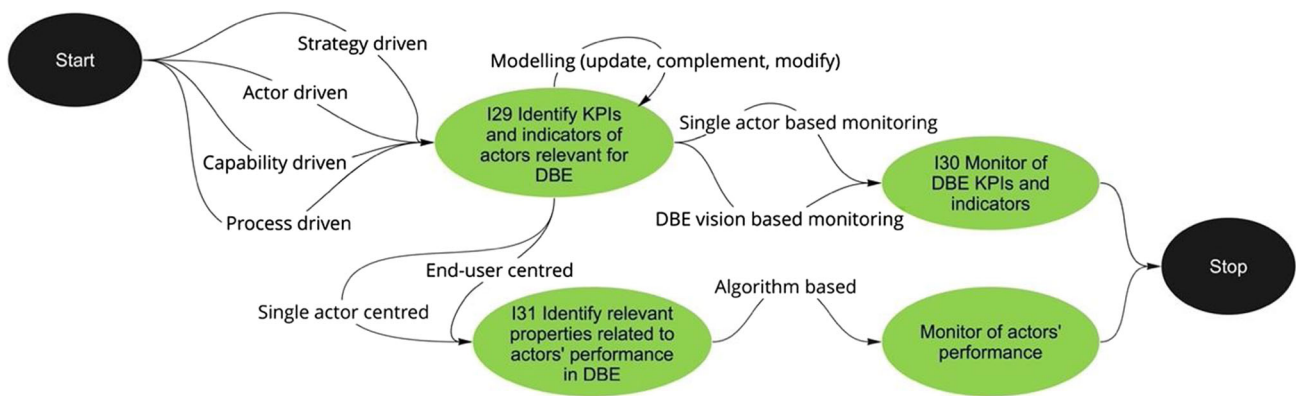 Start
Strategy driven
Actor driven
Capability driven
Process driven
Modelling (update, complement, modify)
I29 Identify KPIs
and indicators of
actors relevant for
DBE
Single actor based monitoring
DBE vision based monitoring
I30 Monitor of
DBE KPIs and
indicators
End-user centred
Single actor centred
I31 Identify relevant
properties related to
actors' performance
in DBE
Algorithm based
Monitor of actors'
performance
Stop